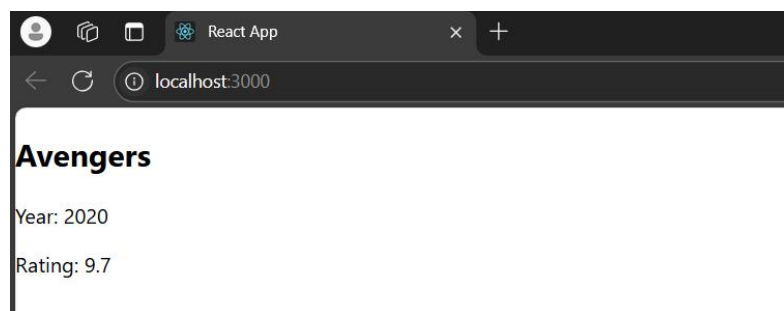 React App
localhost:3000
Avengers
Year: 2020
Rating: 9.7